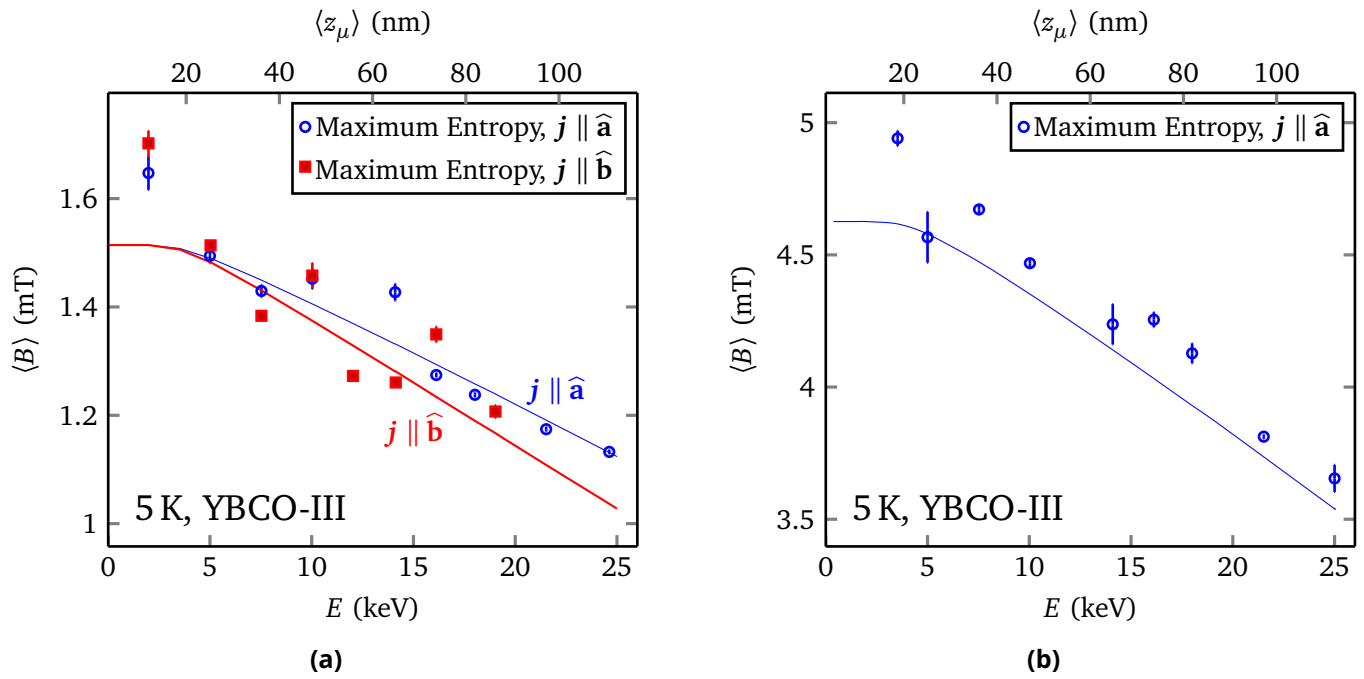 ⟨z_μ⟩ (nm)
20 40 60 80 100
Maximum Entropy, j ∥ â
Maximum Entropy, j ∥ b̂
1.6
1.4
1.2
1
⟨B⟩ (mT)
j ∥ â
j ∥ b̂
5 K, YBCO-III
0 5 10 15 20 25
E (keV)
(a)
⟨z_μ⟩ (nm)
20 40 60 80 100
Maximum Entropy, j ∥ â
5
4.5
4
3.5
⟨B⟩ (mT)
5 K, YBCO-III
0 5 10 15 20 25
E (keV)
(b)